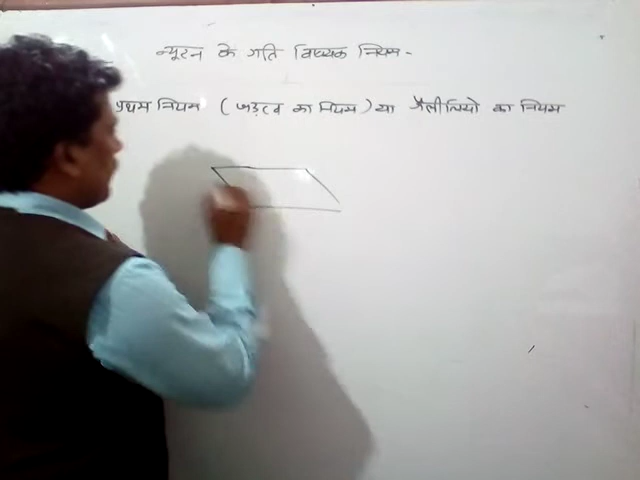 न्यूटन के गति विषयक नियम -
प्रथम नियम ( जड़त्व का नियम ) या गैलीलियो का नियम